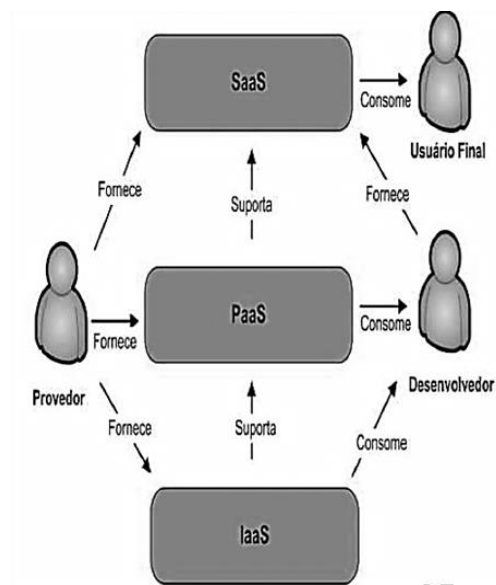 SaaS
Consome
Usuário Final
Fornece
Suporta
Fornece
PaaS
Fornece
Consome
Provedor
Desenvolvedor
Fornece
Suporta
Consome
IaaS